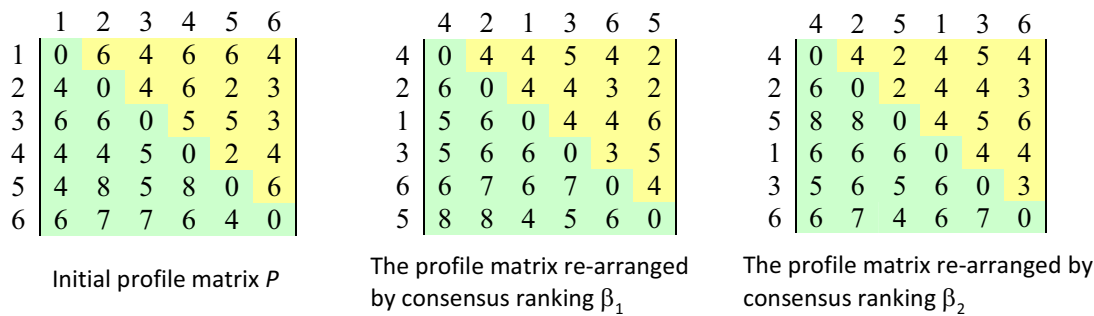 1 2 3 4 5 6
1 0 6 4 6 6 4
2 4 0 4 6 2 3
3 6 6 0 5 5 3
4 4 4 5 0 2 4
5 4 8 5 8 0 6
6 6 7 7 6 4 0
Initial profile matrix P
4 2 1 3 6 5
4 0 4 4 5 4 2
2 6 0 4 4 3 2
1 5 6 0 4 4 6
3 5 6 6 0 3 5
6 6 7 6 7 0 4
5 8 8 4 5 6 0
The profile matrix re-arranged
by consensus ranking β₁
4 2 5 1 3 6
4 0 4 2 4 5 4
2 6 0 2 4 4 3
5 8 8 0 4 5 6
1 6 6 6 0 4 4
3 5 6 5 6 0 3
6 6 7 4 6 7 0
The profile matrix re-arranged by
consensus ranking β₂